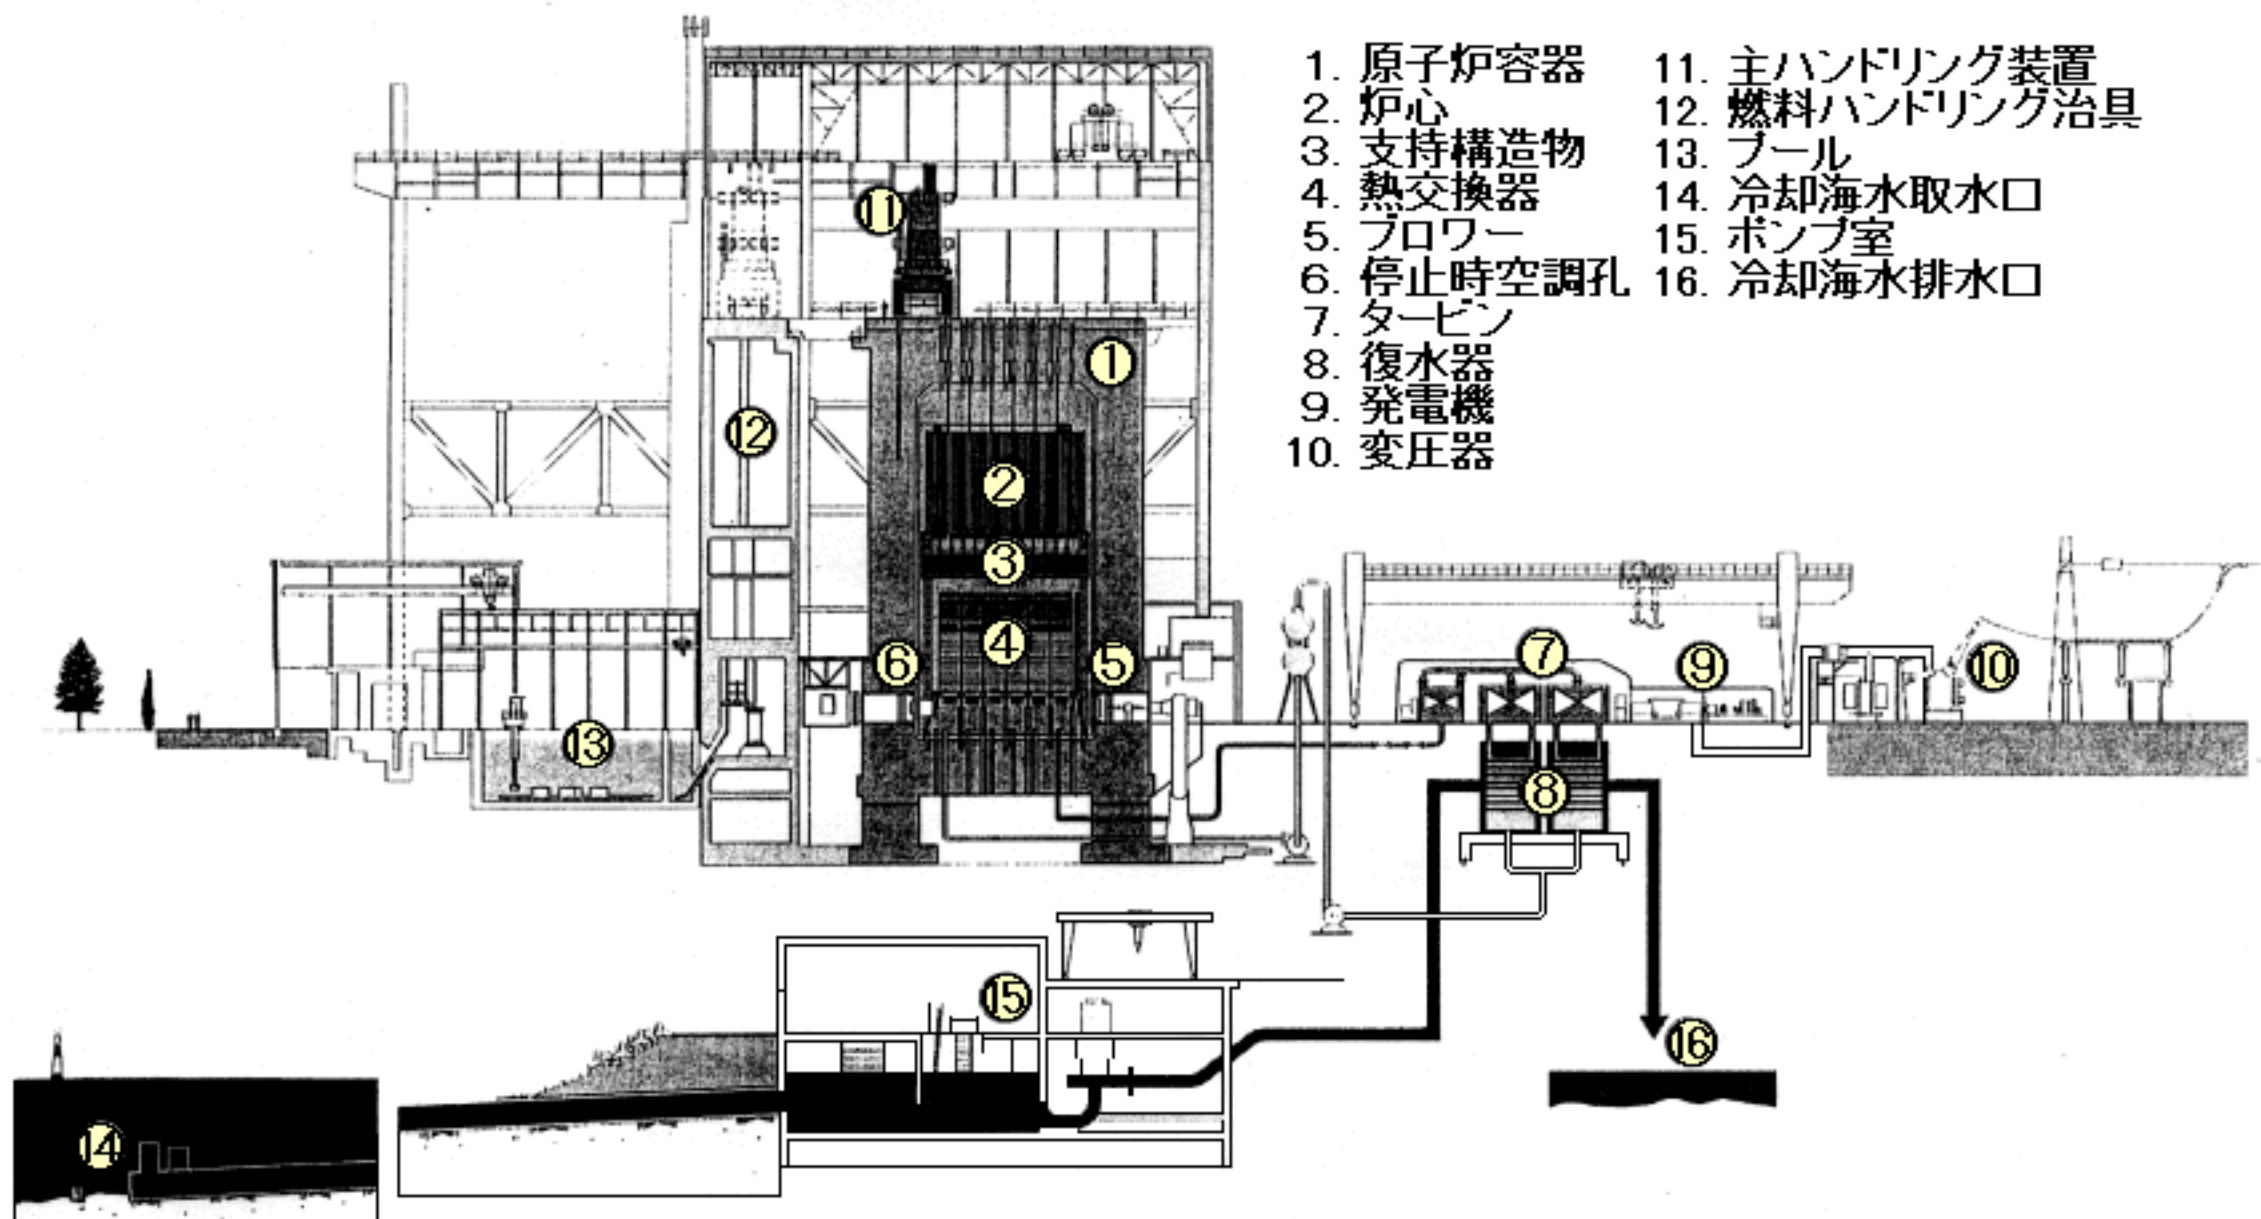 1. 原子炉容器
2. 炉心
3. 支持構造物
4. 熱交換器
5. ブロワー
6. 停止時空調孔
7. タービン
8. 復水器
9. 発電機
10. 変圧器
11. 主ハンドリング装置
12. 燃料ハンドリング治具
13. プール
14. 冷却海水取水口
15. ポンプ室
16. 冷却海水排水口
11
1
12
2
3
4
6
5
7
9
10
13
8
15
16
14